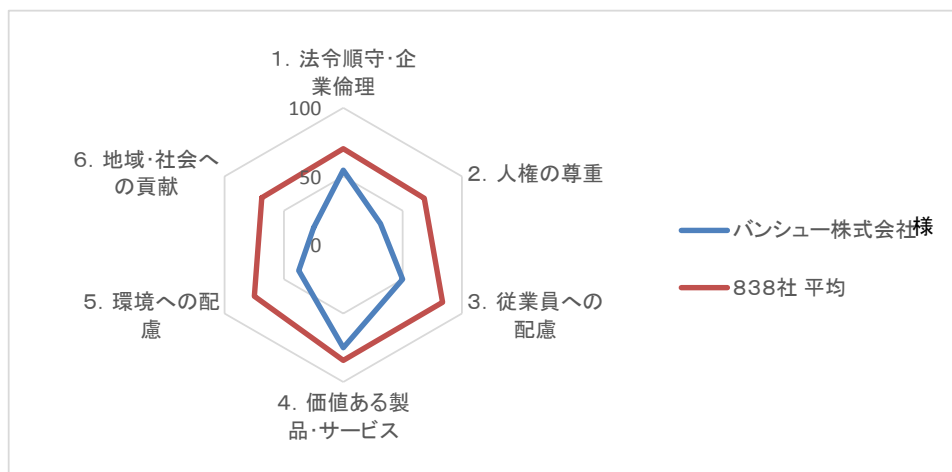 1. 法令順守・企
業倫理
100
50
0
2. 人権の尊重
3. 従業員への
配慮
4. 価値ある製
品・サービス
5. 環境への配
慮
6. 地域・社会へ
の貢献
バンシュー株式会社様
838社 平均